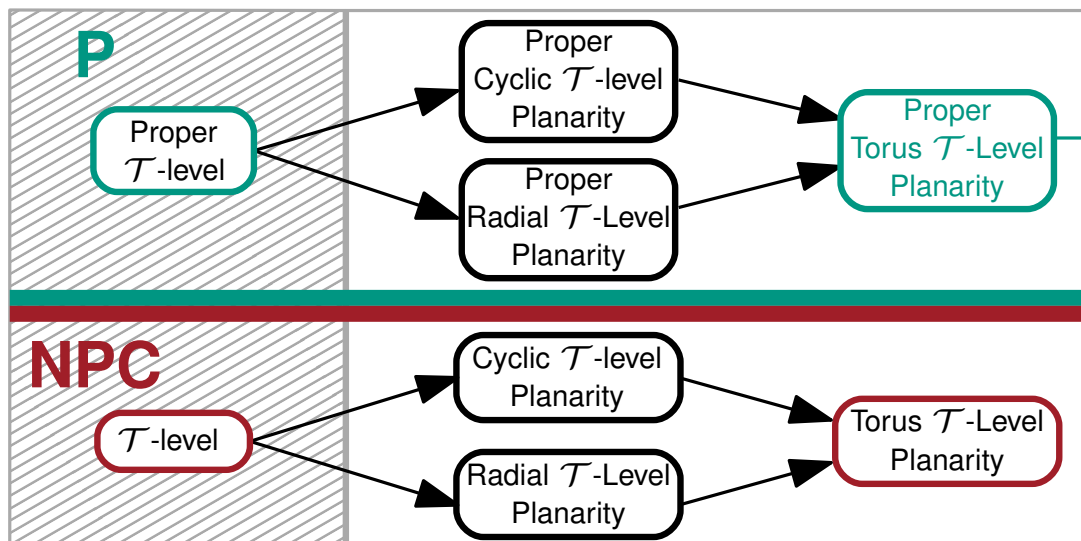 P
Proper
𝒯-level
Proper
Cyclic 𝒯-level
Planarity
Proper
Radial 𝒯-Level
Planarity
Proper
Torus 𝒯-Level
Planarity
NPC
𝒯-level
Cyclic 𝒯-level
Planarity
Radial 𝒯-Level
Planarity
Torus 𝒯-Level
Planarity